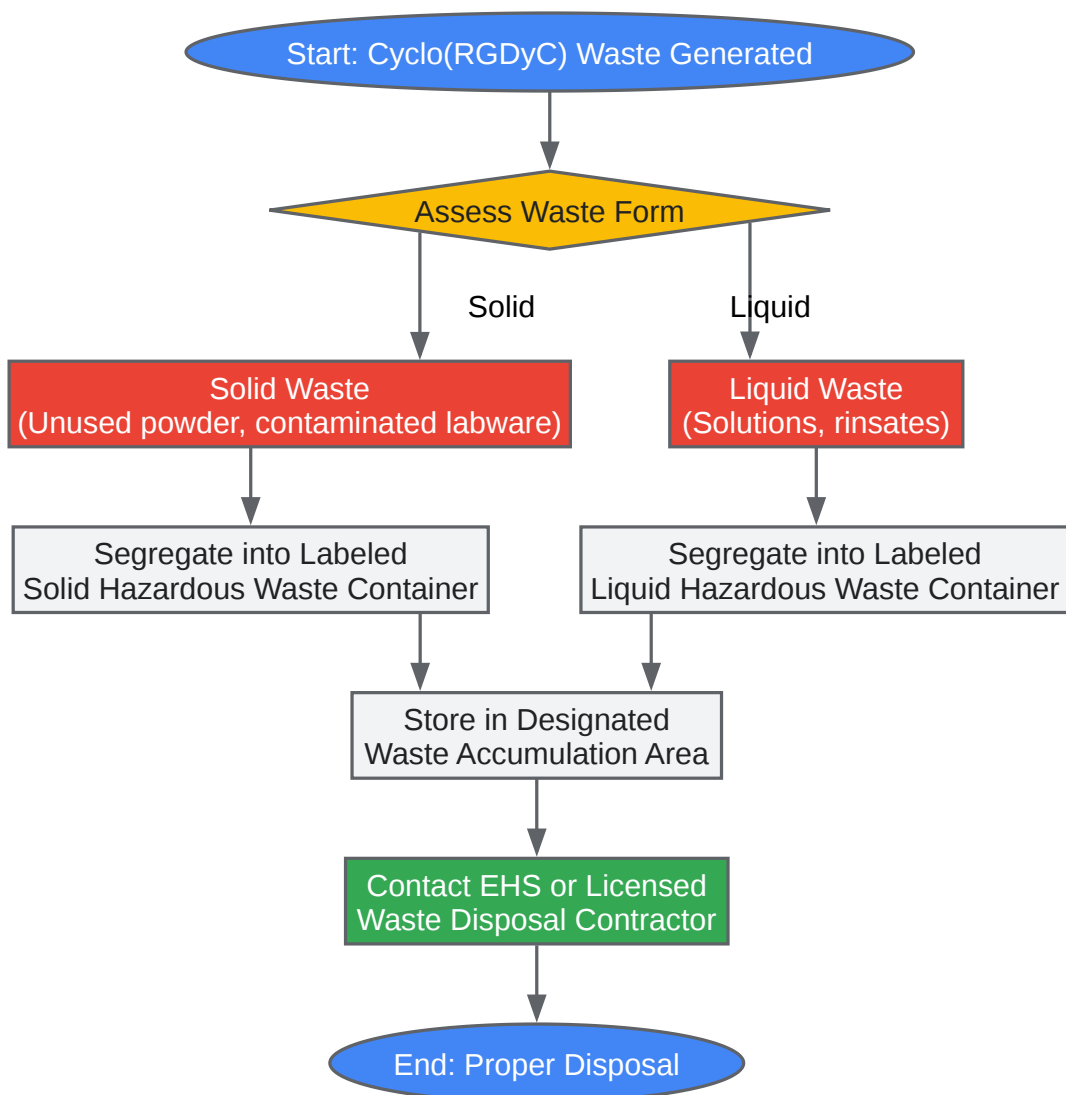 Start: Cyclo(RGDyC) Waste Generated
Assess Waste Form
Solid
Liquid
Solid Waste
(Unused powder, contaminated labware)
Liquid Waste
(Solutions, rinsates)
Segregate into Labeled
Solid Hazardous Waste Container
Segregate into Labeled
Liquid Hazardous Waste Container
Store in Designated
Waste Accumulation Area
Contact EHS or Licensed
Waste Disposal Contractor
End: Proper Disposal